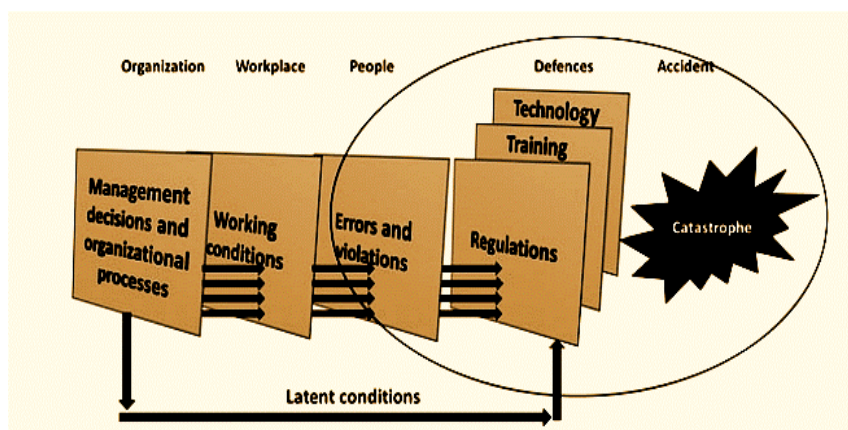 Organization Workplace People Defences Accident
Technology
Training
Management
decisions and
organizational
processes
Working
conditions
Errors and
violations
Regulations
Catastrophe
Latent conditions